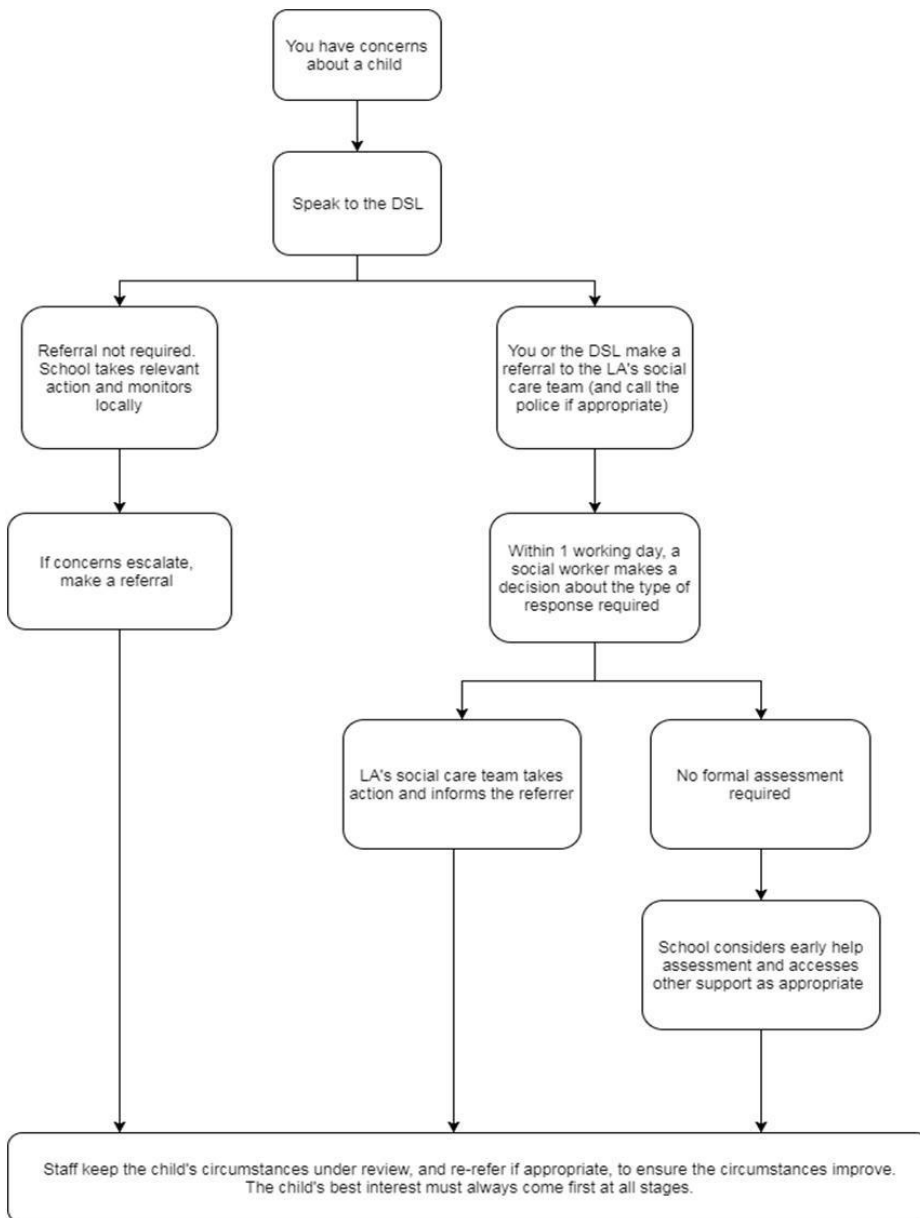 You have concerns
about a child
Speak to the DSL
Referral not required.
School takes relevant
action and monitors
locally
You or the DSL make a
referral to the LA's social
care team (and call the
police if appropriate)
If concerns escalate,
make a referral
Within 1 working day, a
social worker makes a
decision about the type of
response required
LA's social care team takes
action and informs the referrer
No formal assessment
required
School considers early help
assessment and accesses
other support as appropriate
Staff keep the child's circumstances under review, and re-refer if appropriate, to ensure the circumstances improve.
The child's best interest must always come first at all stages.